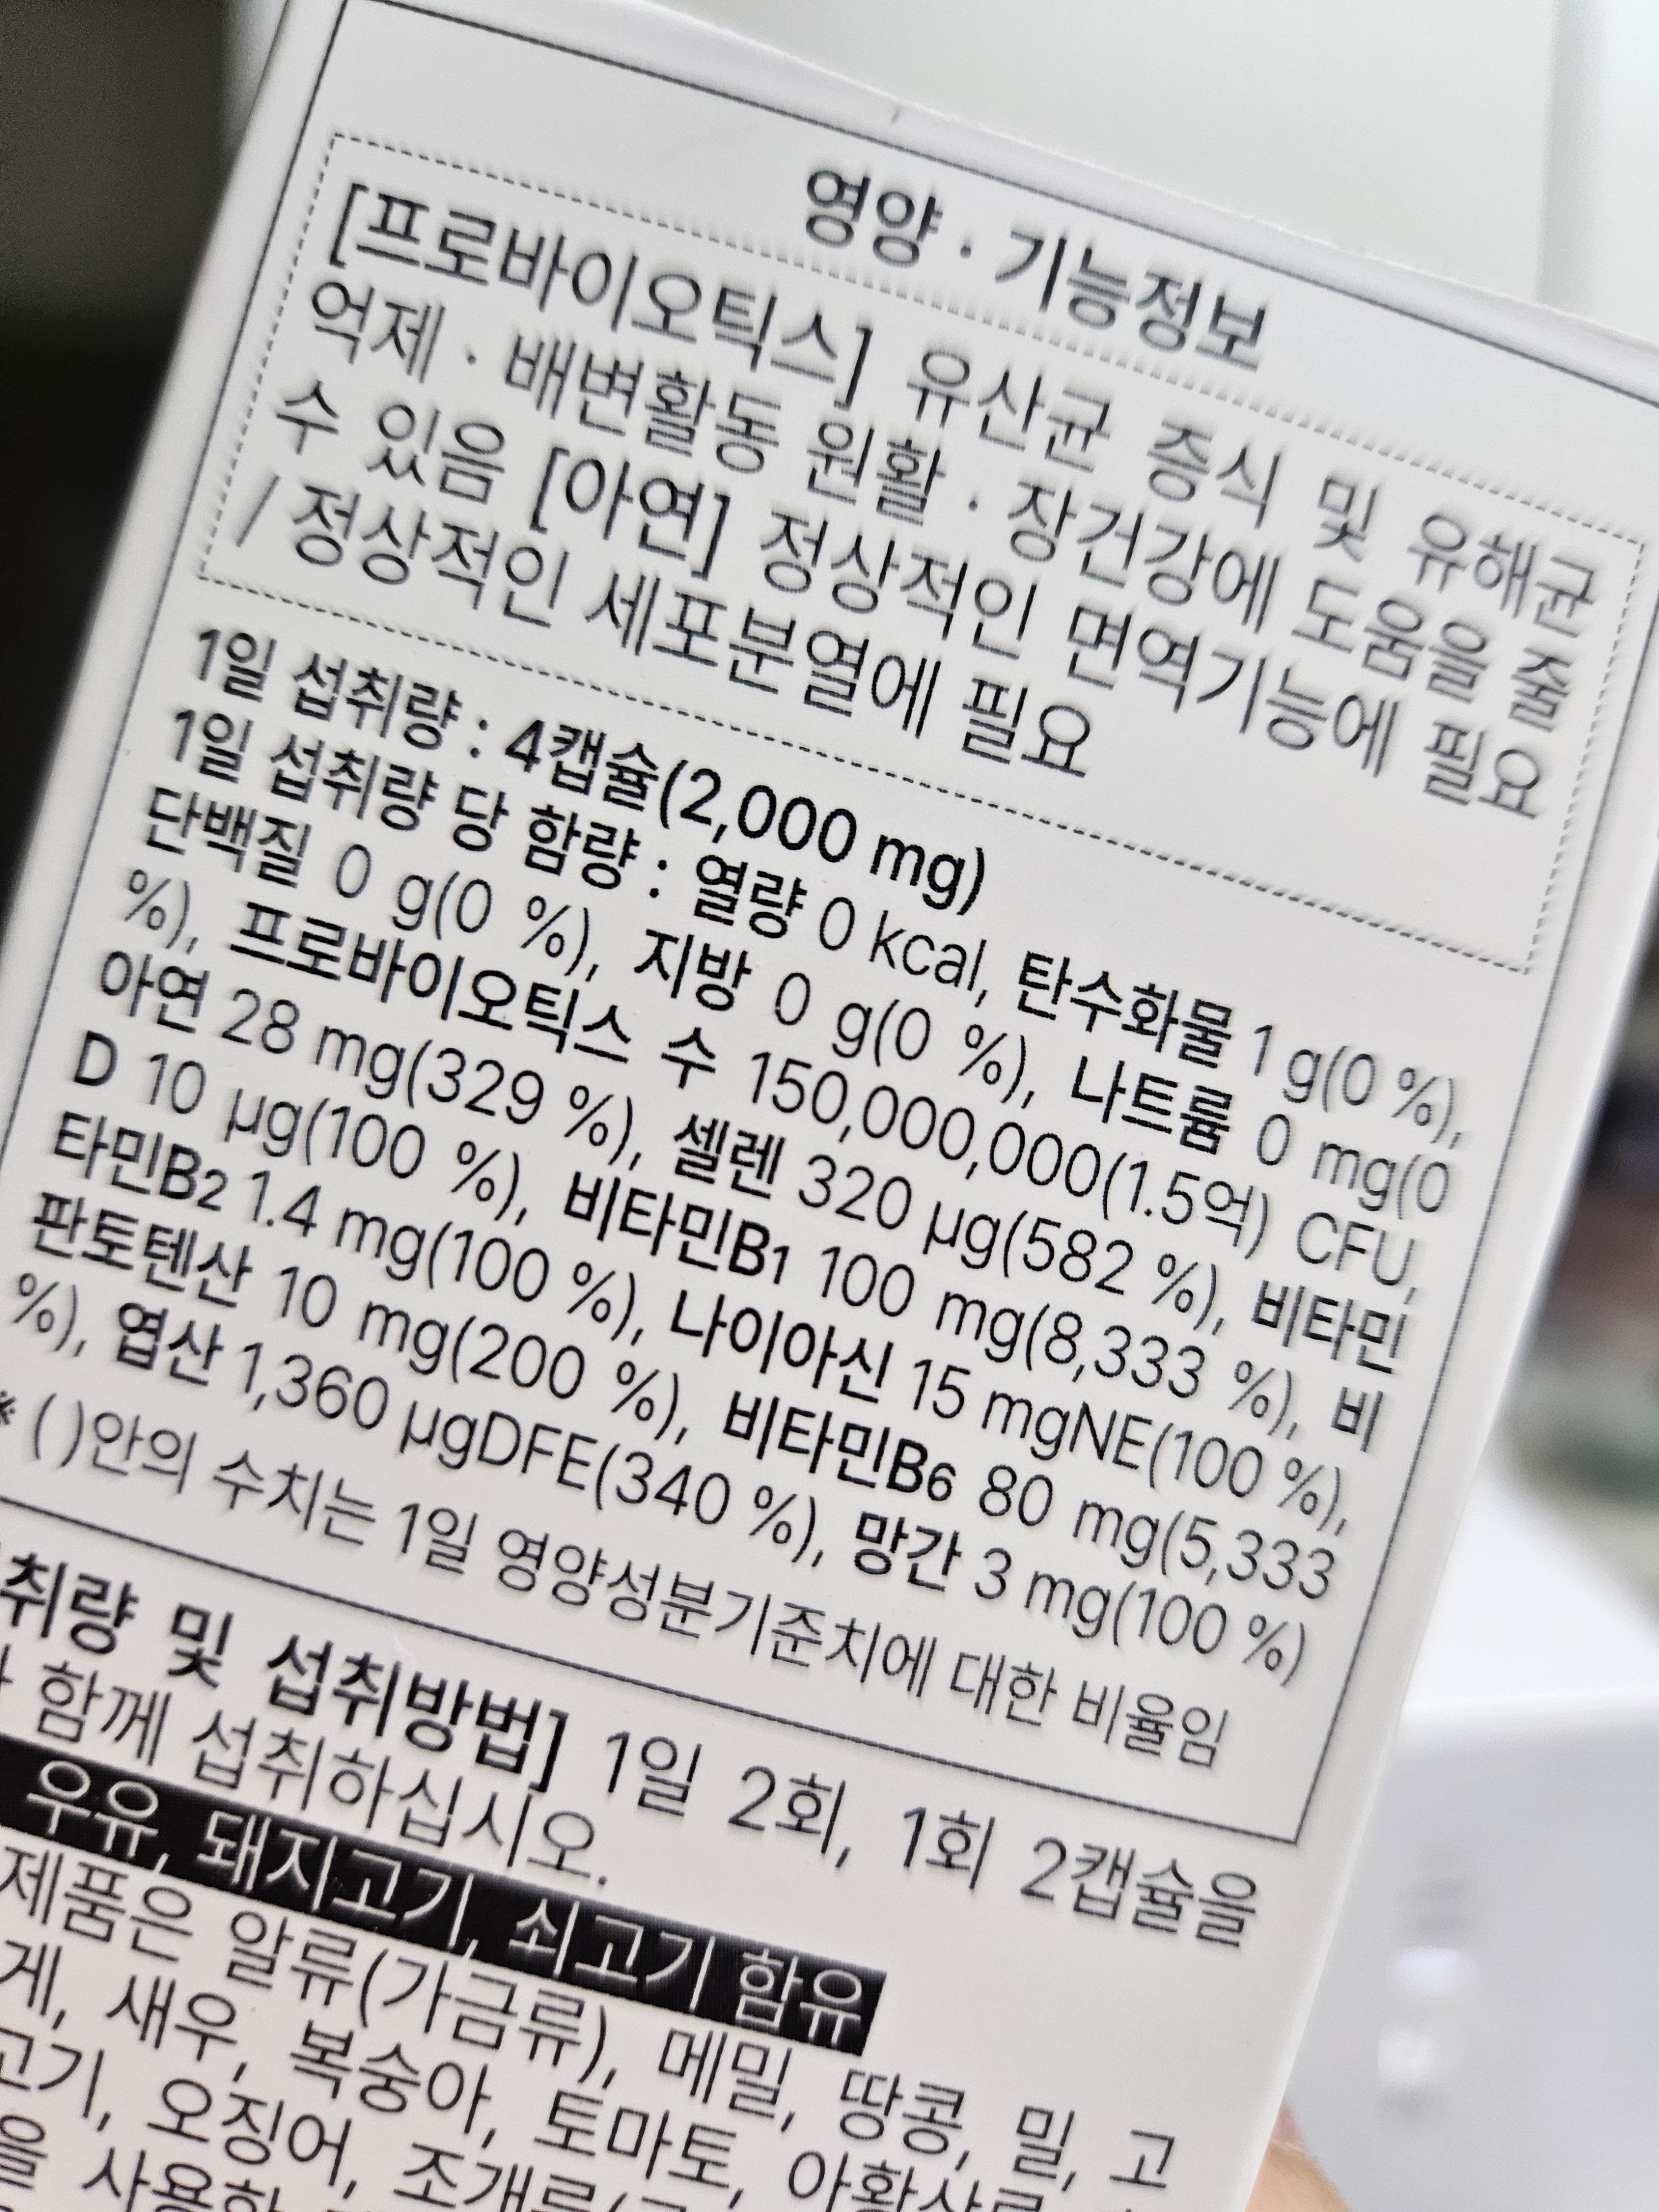 영양 · 기능정보
[프로바이오틱스] 유산균 증식 및 유해균
억제 · 배변활동 원활 · 장건강에 도움을 줄
수 있음 [아연] 정상적인 면역기능에 필요
/ 정상적인 세포분열에 필요
1일 섭취량 : 4캡슐(2,000 mg)
1일 섭취량 당 함량 : 열량 0 kcal, 탄수화물 1 g(0 %),
단백질 0 g(0 %), 지방 0 g(0 %), 나트륨 0 mg(0
%), 프로바이오틱스 수 150,000,000(1.5억) CFU,
아연 28 mg(329 %), 셀렌 320 µg(582 %), 비타민
D 10 µg(100 %), 비타민B1 100 mg(8,333 %), 비
타민B2 1.4 mg(100 %), 나이아신 15 mgNE(100 %),
판토텐산 10 mg(200 %), 비타민B6 80 mg(5,333
%), 엽산 1,360 µgDFE(340 %), 망간 3 mg(100 %)
※ ( )안의 수치는 1일 영양성분기준치에 대한 비율임
취량 및 섭취방법] 1일 2회, 1회 2캡슐을
함께 섭취하십시오.
우유, 돼지고기, 쇠고기 함유
제품은 알류(가금류), 메밀, 땅콩, 밀, 고
게, 새우, 복숭아, 토마토,
고기, 오징어,
을